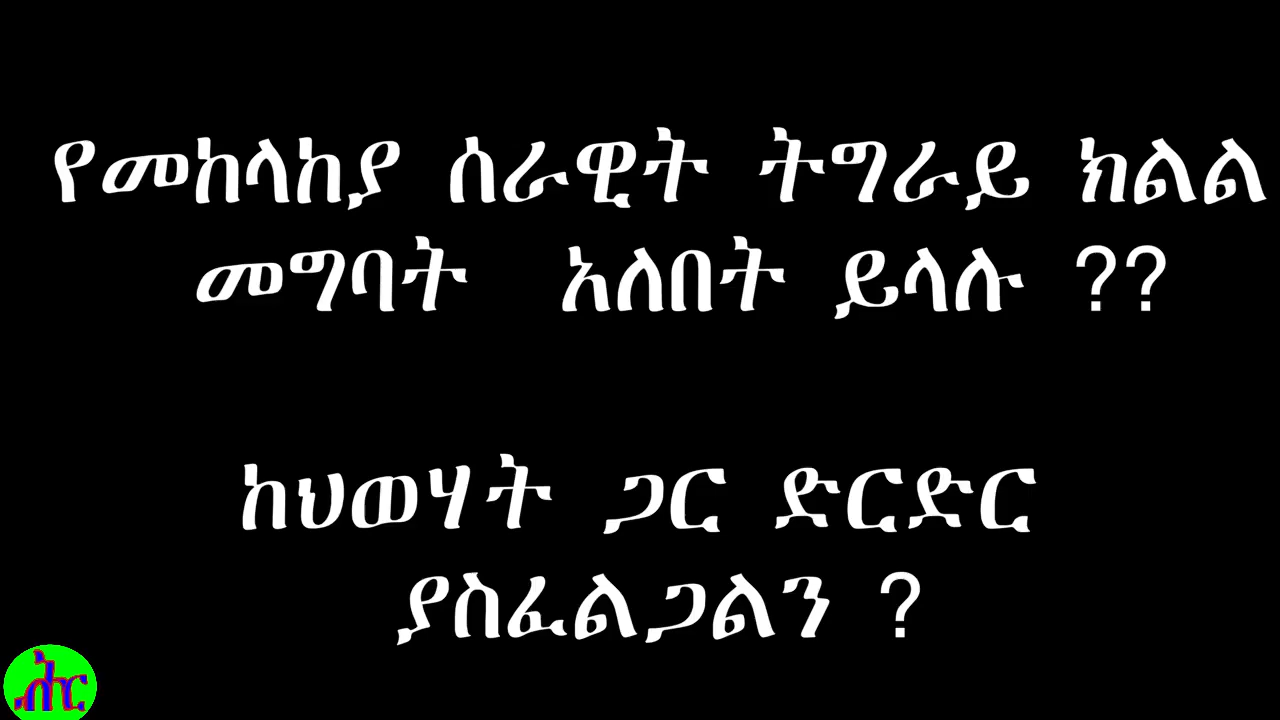 የመከላከያ ሰራዊት ትግራይ ክልል
መግባት አለበት ይላሉ ??
ከህወሃት ጋር ድርድር
ያስፈልጋልን ?